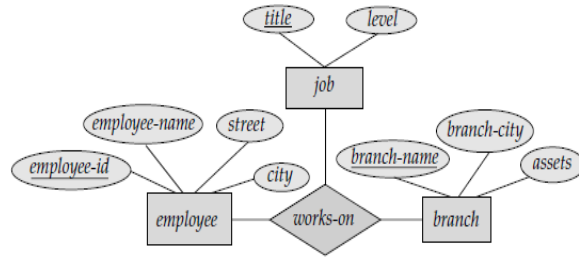 title
level
job
employee-name
street
branch-city
employee-id
branch-name
assets
city
employee
works-on
branch